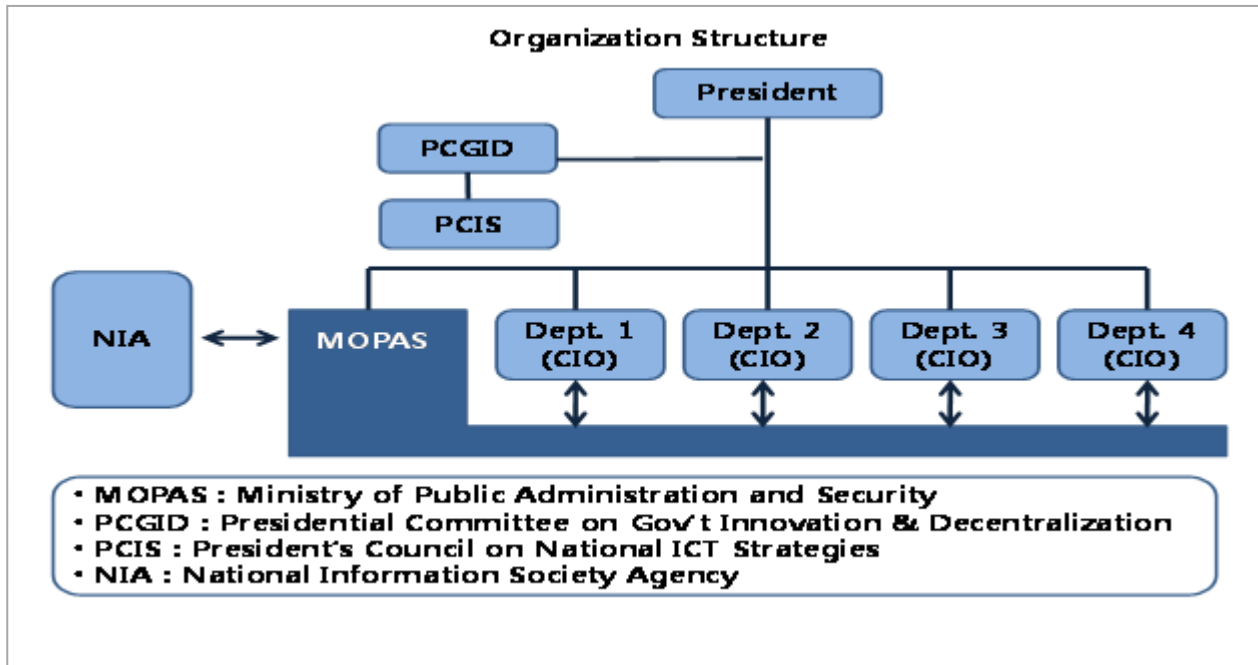 Organization Structure
President
PCGID
PCIS
NIA
MOPAS
Dept. 1
(CIO)
Dept. 2
(CIO)
Dept. 3
(CIO)
Dept. 4
(CIO)
• MOPAS : Ministry of Public Administration and Security
• PCGID : Presidential Committee on Gov't Innovation & Decentralization
• PCIS : President's Council on National ICT Strategies
• NIA : National Information Society Agency